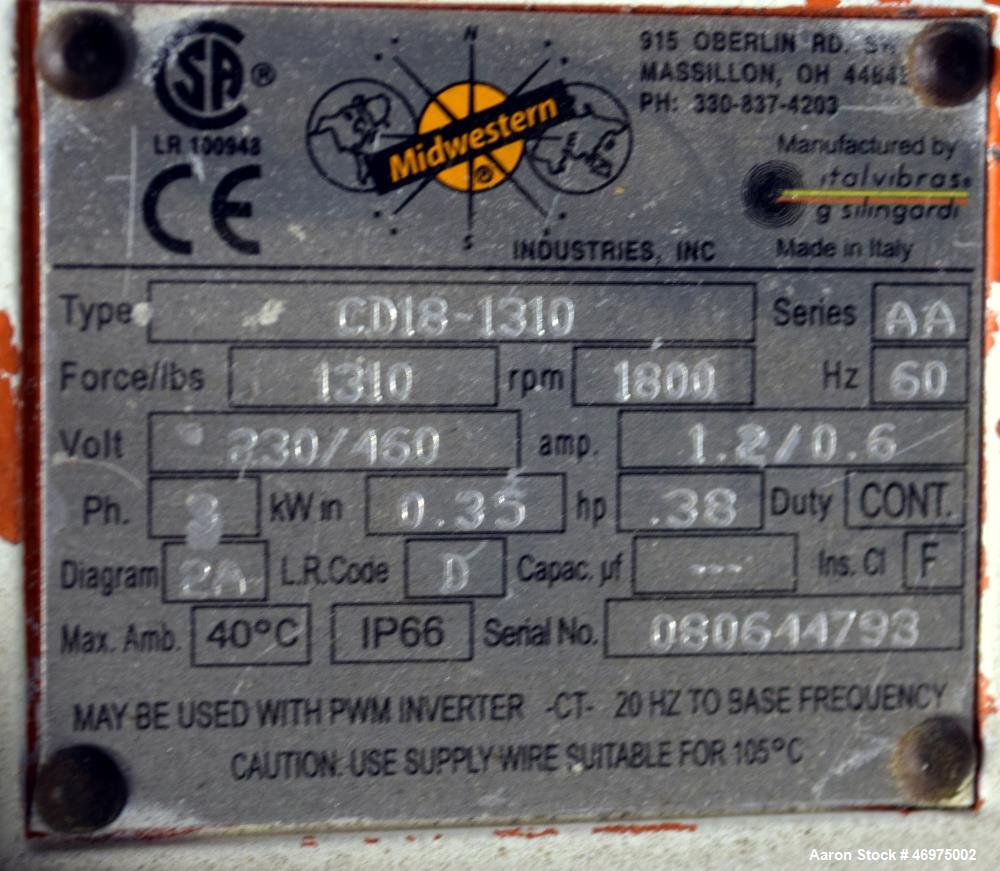 SA ®
LR 100948
CE
N
Midwestern ®
S
INDUSTRIES, INC
915 OBERLIN RD. SW
MASSILLON, OH
PH: 330-837-4203
Manufactured by
italvibras
g silingardi
Made in Italy
Type CD18-1310 Series AA
Force/lbs 1310 rpm 1800 Hz 60
Volt 230/460 amp. 1.2/0.6
Ph. 3 kW in 0.35 hp .38 Duty CONT.
Diagram 2A L.R.Code D Capac. µf --- Ins. Cl F
Max. Amb. 40°C IP66 Serial No. 080644793
MAY BE USED WITH PWM INVERTER -CT- 20 HZ TO BASE FREQUENCY
CAUTION: USE SUPPLY WIRE SUITABLE FOR 105°C
Aaron Stock # 46975002